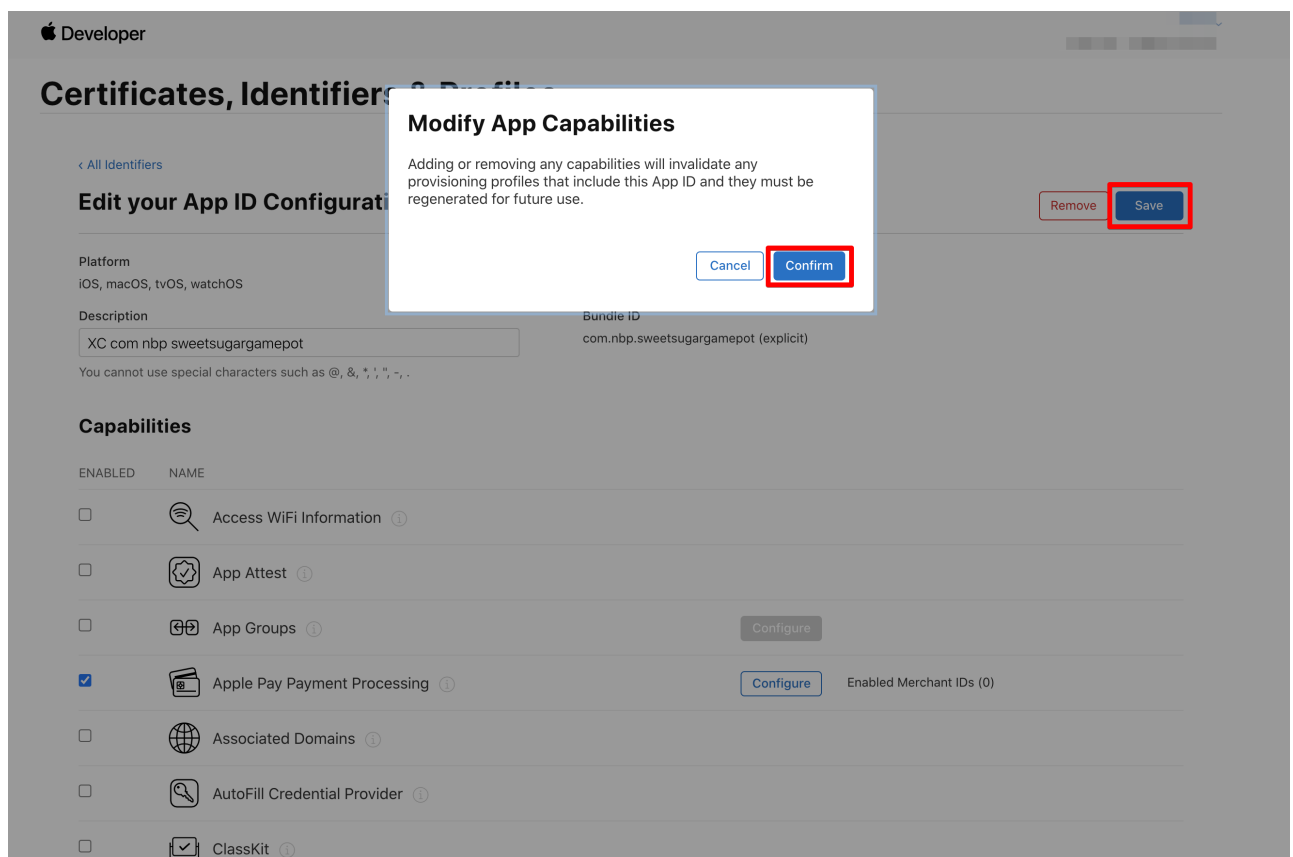 Developer
Certificates, Identifiers & Profiles
Modify App Capabilities
Adding or removing any capabilities will invalidate any
provisioning profiles that include this App ID and they must be
regenerated for future use.
Cancel
Confirm
< All Identifiers
Edit your App ID Configurati
Remove
Save
Platform
iOS, macOS, tvOS, watchOS
Description
Bundle ID
XC com nbp sweetsugargamepot
com.nbp.sweetsugargamepot (explicit)
You cannot use special characters such as @, &, *, ', ", -, .
Capabilities
ENABLED NAME
Access WiFi Information
App Attest
App Groups
Configure
Apple Pay Payment Processing
Configure
Enabled Merchant IDs (0)
Associated Domains
AutoFill Credential Provider
ClassKit